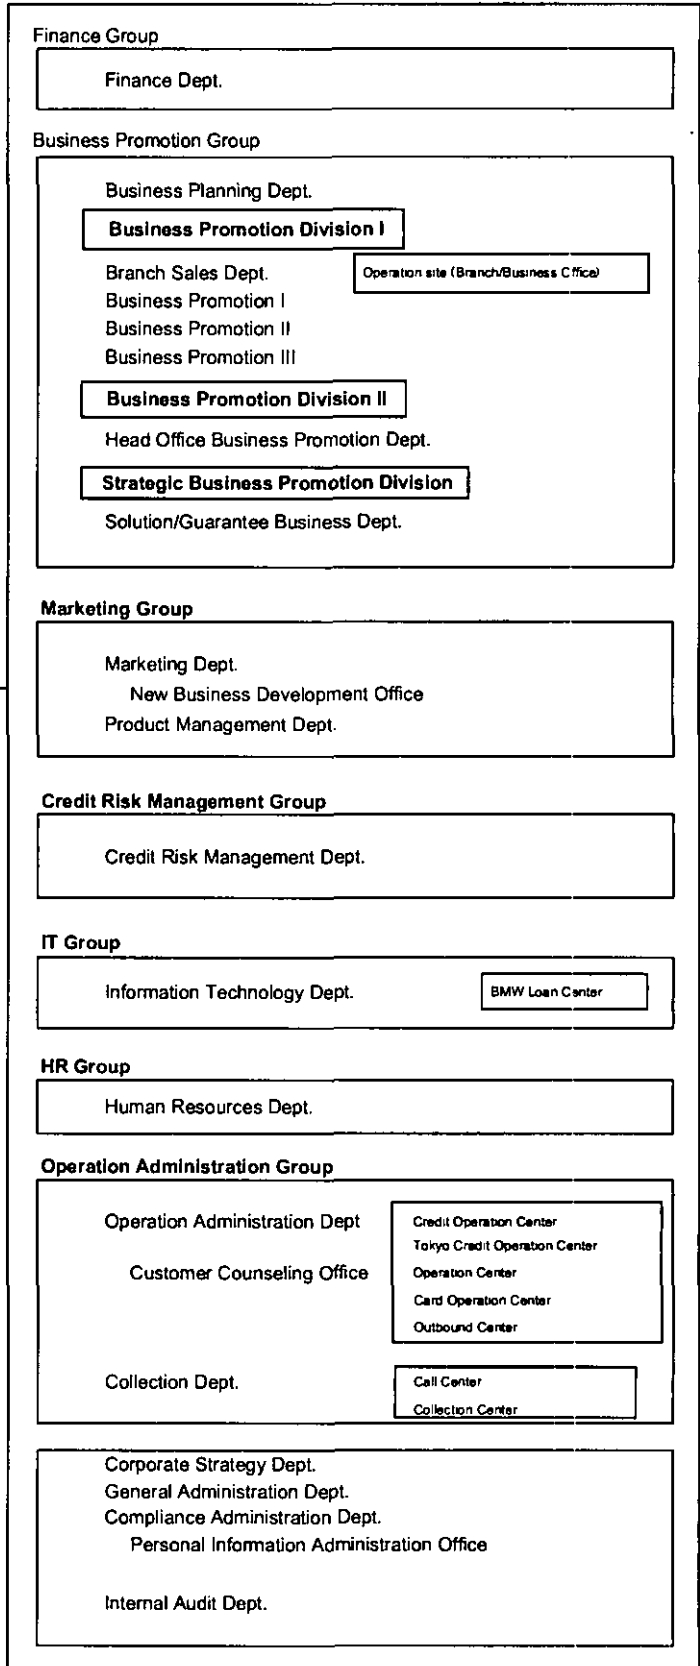 Finance Group
Finance Dept.
Business Promotion Group
Business Planning Dept.
Business Promotion Division I
Branch Sales Dept.
Operation site (Branch/Business Office)
Business Promotion I
Business Promotion II
Business Promotion III
Business Promotion Division II
Head Office Business Promotion Dept.
Strategic Business Promotion Division
Solution/Guarantee Business Dept.
Marketing Group
Marketing Dept.
New Business Development Office
Product Management Dept.
Credit Risk Management Group
Credit Risk Management Dept.
IT Group
Information Technology Dept.
BMW Loan Center
HR Group
Human Resources Dept.
Operation Administration Group
Operation Administration Dept
Credit Operation Center
Tokyo Credit Operation Center
Customer Counseling Office
Operation Center
Card Operation Center
Outbound Center
Collection Dept.
Call Center
Collection Center
Corporate Strategy Dept.
General Administration Dept.
Compliance Administration Dept.
Personal Information Administration Office
Internal Audit Dept.